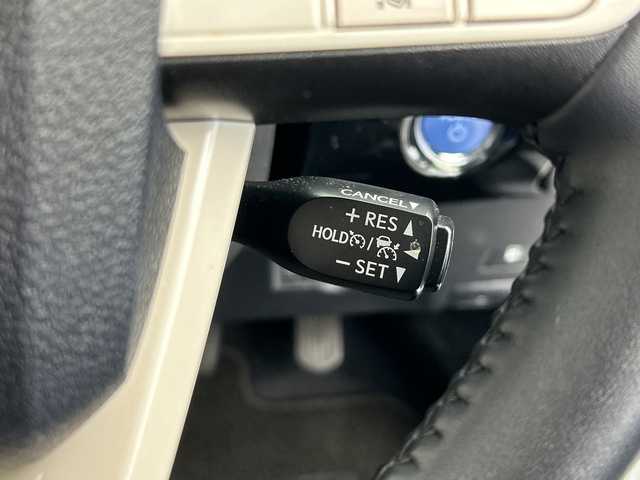 CANCEL▼
+ RES ▲
HOLD /
− SET ▼